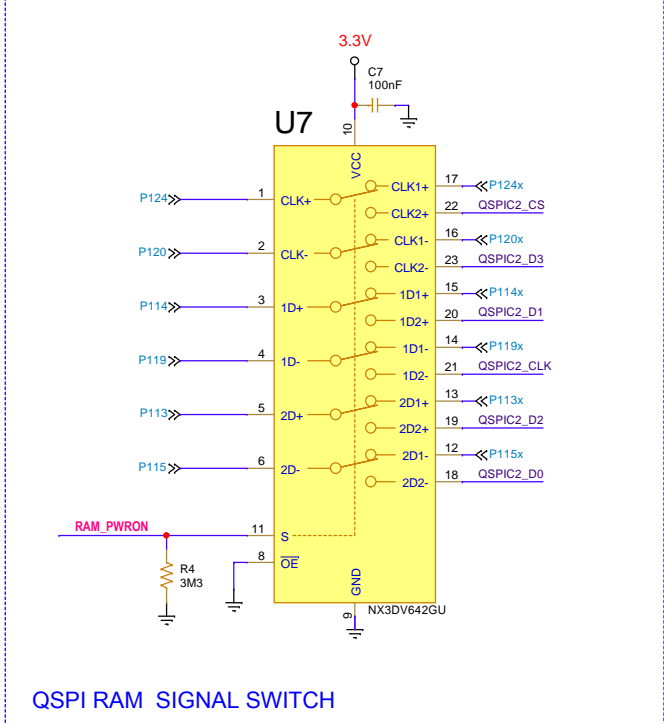 3.3V
C7
100nF
U7
10
VCC
P124 1 CLK+ CLK1+ 17 P124x
CLK2+ 22 QSPIC2_CS
P120 2 CLK- CLK1- 16 P120x
CLK2- 23 QSPIC2_D3
P114 3 1D+ 1D1+ 15 P114x
1D2+ 20 QSPIC2_D1
P119 4 1D- 1D1- 14 P119x
1D2- 21 QSPIC2_CLK
P113 5 2D+ 2D1+ 13 P113x
2D2+ 19 QSPIC2_D2
P115 6 2D- 2D1- 12 P115x
2D2- 18 QSPIC2_D0
RAM_PWRON 11 S
8 OE
R4
3M3
GND
9
NX3DV642GU
QSPI RAM SIGNAL SWITCH